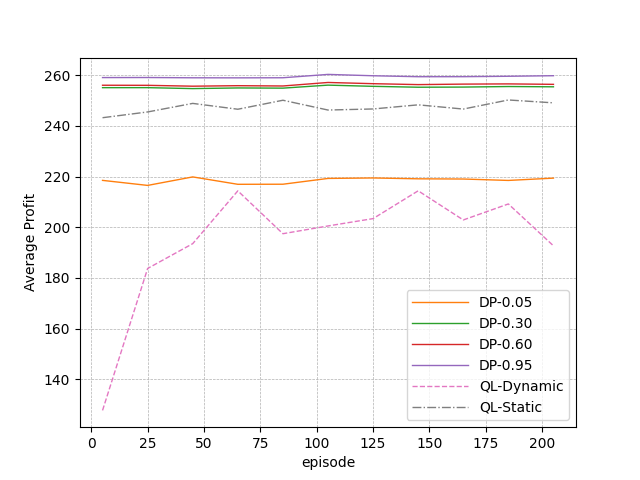 260
240
220
200
180
160
140
Average Profit
0
25
50
75
100
125
150
175
200
episode
DP-0.05
DP-0.30
DP-0.60
DP-0.95
QL-Dynamic
QL-Static